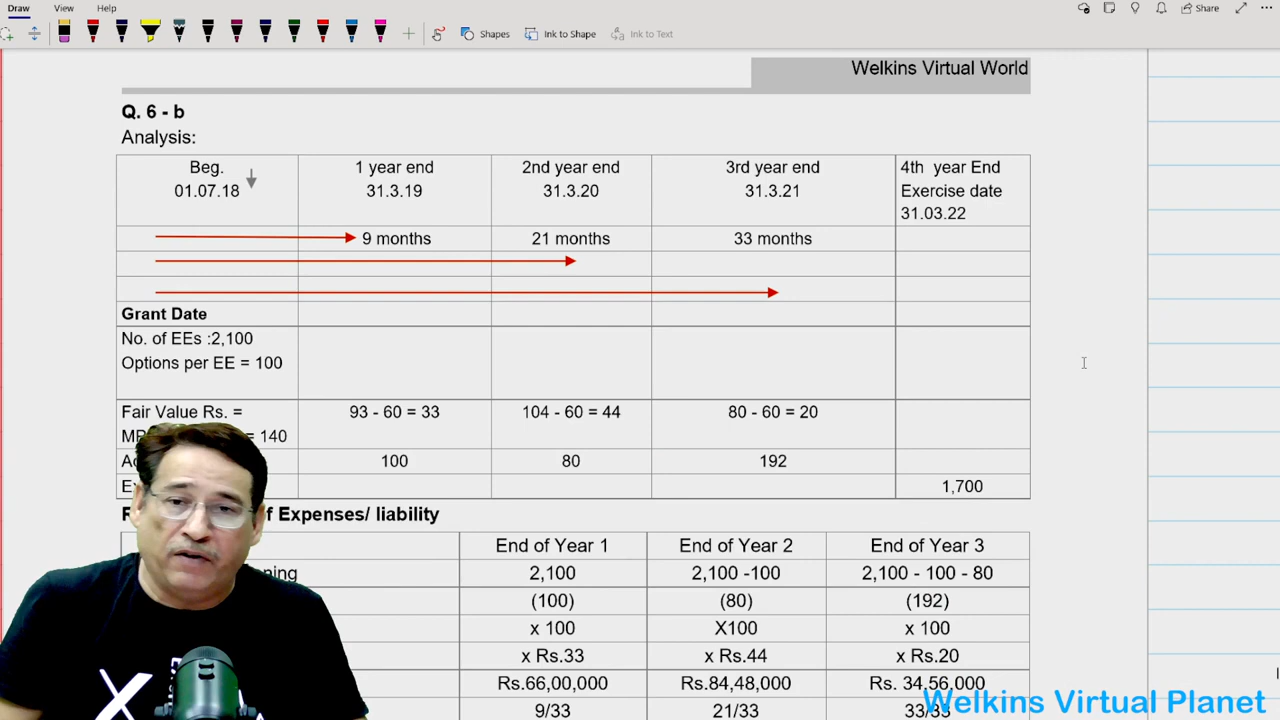 Draw View Help
Share
Shapes Ink to Shape Ink to Text
Welkins Virtual World
Q. 6 - b
Analysis:
Beg. 1 year end 2nd year end 3rd year end 4th year End
01.07.18 31.3.19 31.3.20 31.3.21 Exercise date
31.03.22
9 months 21 months 33 months
Grant Date
No. of EEs :2,100
Options per EE = 100
Fair Value Rs. = 93 - 60 = 33 104 - 60 = 44 80 - 60 = 20
= 140
100 80 192
1,700
Expenses/ liability
End of Year 1 End of Year 2 End of Year 3
2,100 2,100 -100 2,100 - 100 - 80
(100) (80) (192)
x 100 X100 x 100
x Rs.33 x Rs.44 x Rs.20
Rs.66,00,000 Rs.84,48,000 Rs. 34,56,000
9/33 21/33 33/33
Welkins Virtual Planet